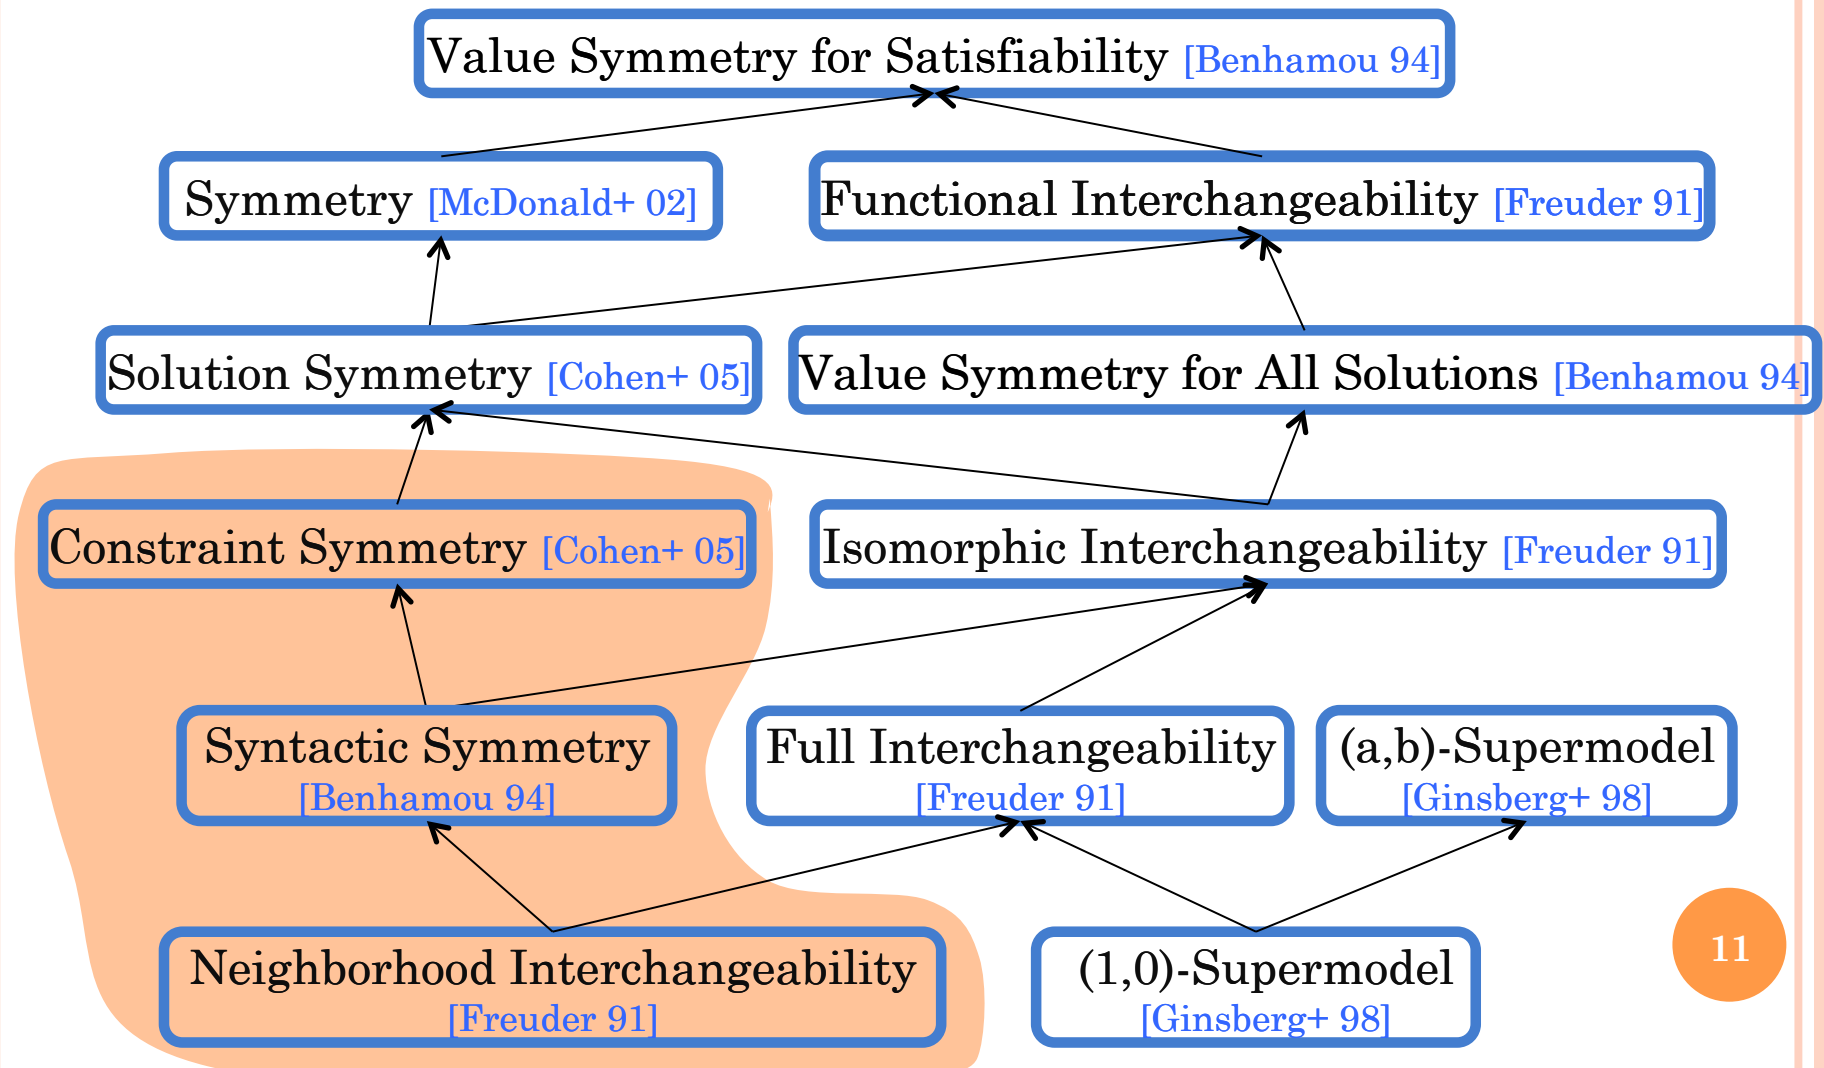 Value Symmetry for Satisfiability [Benhamou 94]
Symmetry [McDonald+ 02]
Functional Interchangeability [Freuder 91]
Solution Symmetry [Cohen+ 05]
Value Symmetry for All Solutions [Benhamou 94]
Constraint Symmetry [Cohen+ 05]
Isomorphic Interchangeability [Freuder 91]
Syntactic Symmetry
[Benhamou 94]
Full Interchangeability
[Freuder 91]
(a,b)-Supermodel
[Ginsberg+ 98]
Neighborhood Interchangeability
[Freuder 91]
(1,0)-Supermodel
[Ginsberg+ 98]
11